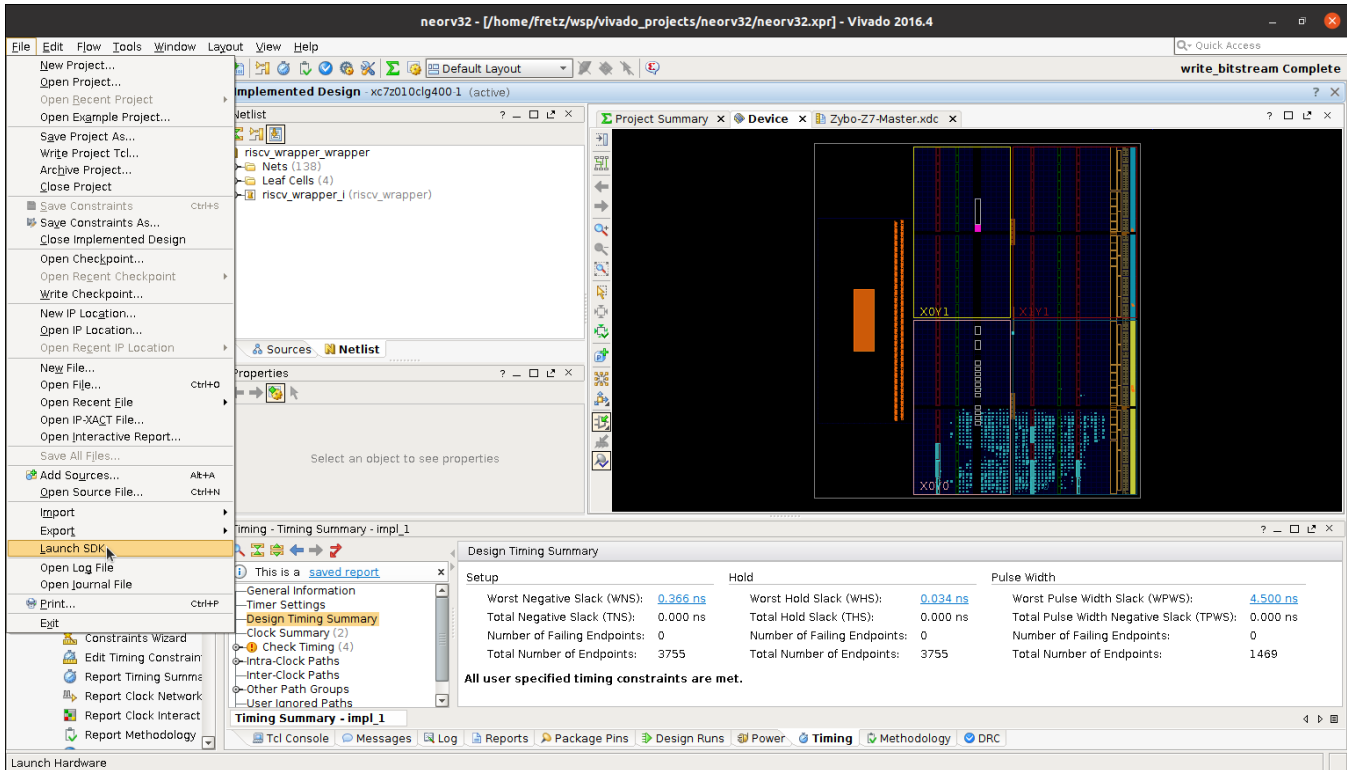 neorv32 - [/home/fretz/wsp/vivado_projects/neorv32/neorv32.xpr] - Vivado 2016.4
File Edit Flow Tools Window Layout View Help
Quick Access
Default Layout
write_bitstream Complete
New Project...
Open Project...
Open Recent Project
Open Example Project...
Save Project As...
Write Project Tcl...
Archive Project...
Close Project
Save Constraints Ctrl+S
Save Constraints As...
Close Implemented Design
Open Checkpoint...
Open Recent Checkpoint
Write Checkpoint...
New IP Location...
Open IP Location...
Open Recent IP Location
New File...
Open File... Ctrl+O
Open Recent File
Open IP-XACT File...
Open Interactive Report...
Save All Files...
Add Sources... Alt+A
Open Source File... Ctrl+N
Import
Export
Launch SDK
Open Log File
Open Journal File
Print... Ctrl+P
Exit
Constraints Wizard
Edit Timing Constrain
Report Timing Summa
Report Clock Network
Report Clock Interact
Report Methodology
Implemented Design - xc7z010clg400-1 (active)
Netlist
riscv_wrapper_wrapper
Nets (138)
Leaf Cells (4)
riscv_wrapper_i (riscv_wrapper)
Sources Netlist
Properties
Select an object to see properties
Project Summary Device Zybo-Z7-Master.xdc
X0Y1 X1Y1
X0Y0
Timing - Timing Summary - impl_1
This is a saved report
General Information
Timer Settings
Design Timing Summary
Clock Summary (2)
Check Timing (4)
Intra-Clock Paths
Inter-Clock Paths
Other Path Groups
User Ignored Paths
Timing Summary - impl_1
Design Timing Summary
Setup Hold Pulse Width
Worst Negative Slack (WNS): 0.366 ns Worst Hold Slack (WHS): 0.034 ns Worst Pulse Width Slack (WPWS): 4.500 ns
Total Negative Slack (TNS): 0.000 ns Total Hold Slack (THS): 0.000 ns Total Pulse Width Negative Slack (TPWS): 0.000 ns
Number of Failing Endpoints: 0 Number of Failing Endpoints: 0 Number of Failing Endpoints: 0
Total Number of Endpoints: 3755 Total Number of Endpoints: 3755 Total Number of Endpoints: 1469
All user specified timing constraints are met.
Tcl Console Messages Log Reports Package Pins Design Runs Power Timing Methodology DRC
Launch Hardware